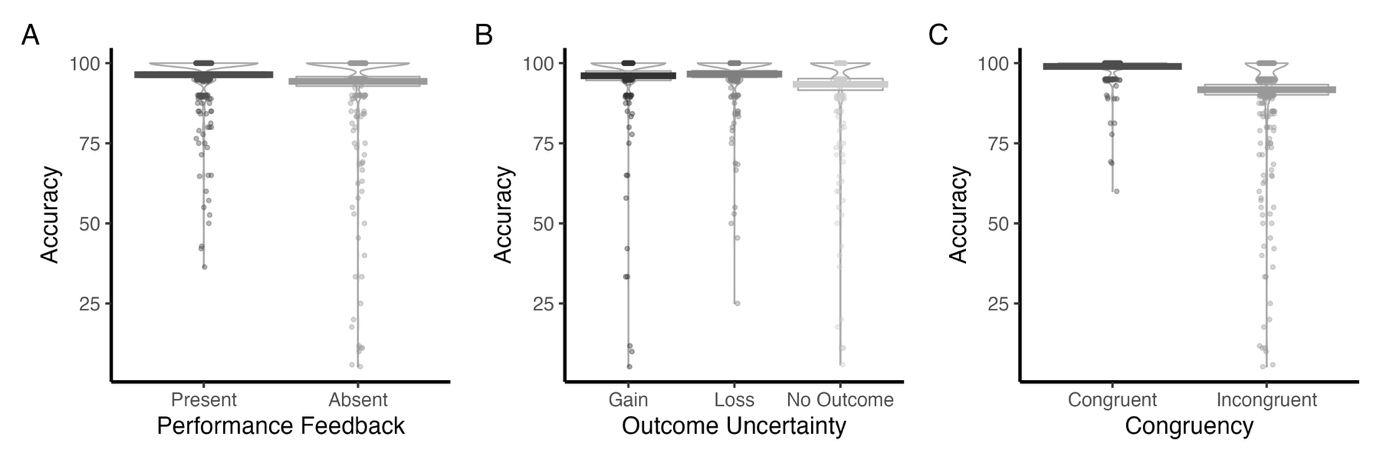 A
Accuracy
100
75
50
25
Present Absent
Performance Feedback
B
Accuracy
100
75
50
25
Gain Loss No Outcome
Outcome Uncertainty
C
Accuracy
100
75
50
25
Congruent Incongruent
Congruency